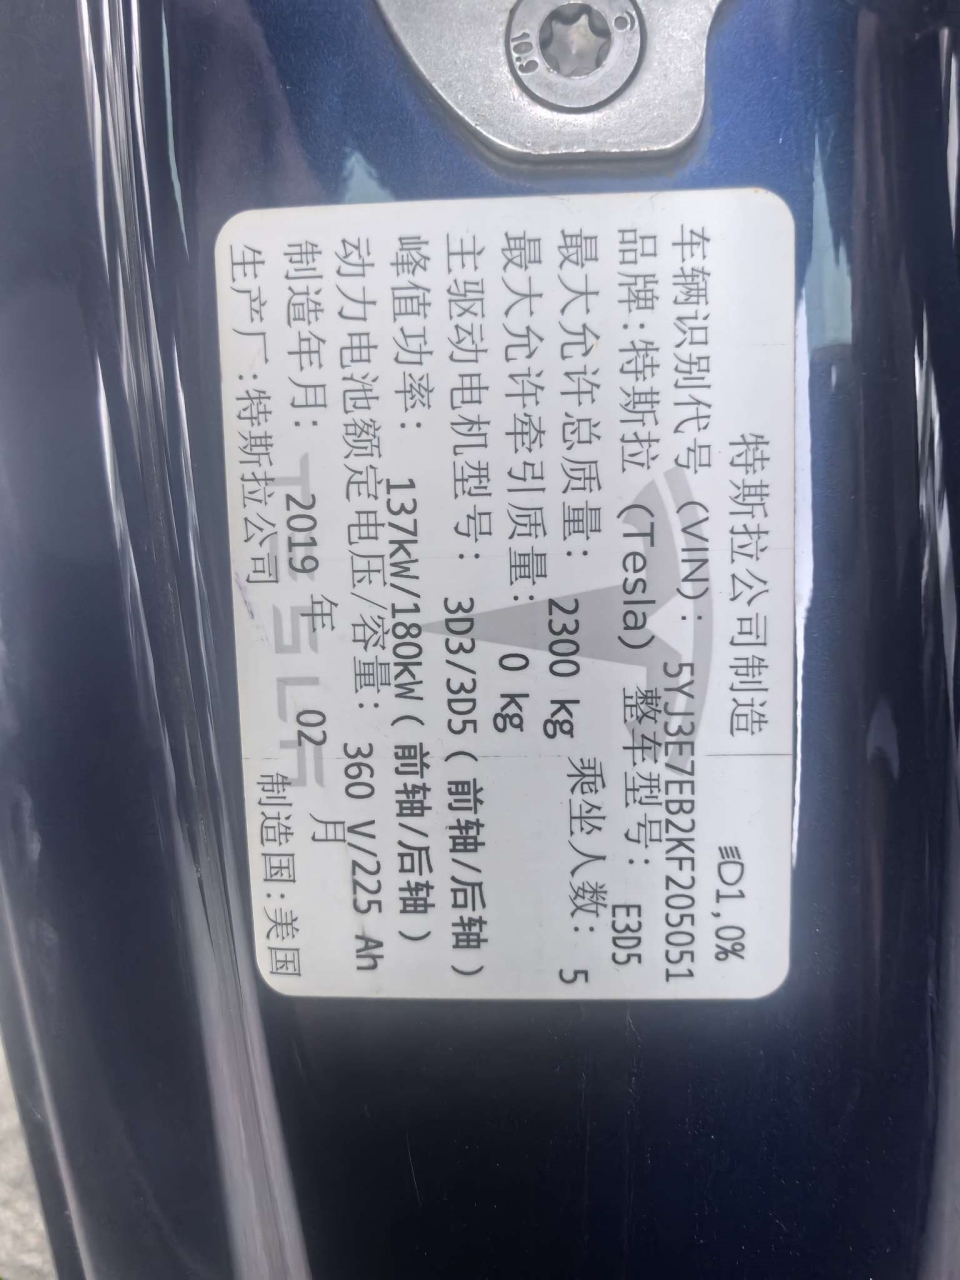 10.9
特斯拉公司制造 1,0%
车辆识别代号（VIN）: 5YJ3E7EB2KF205051
品牌:特斯拉（Tesla）整车型号: E3D5
最大允许总质量: 2300 kg 乘坐人数: 5
最大允许牵引质量: 0 kg
主驱动电机型号: 3D3/3D5(前轴/后轴)
峰值功率: 137kW/180kW(前轴/后轴)
动力电池额定电压/容量: 360 V/225 Ah
制造年月: 2019 年 02 月
生产厂:特斯拉公司 制造国:美国
TESLA